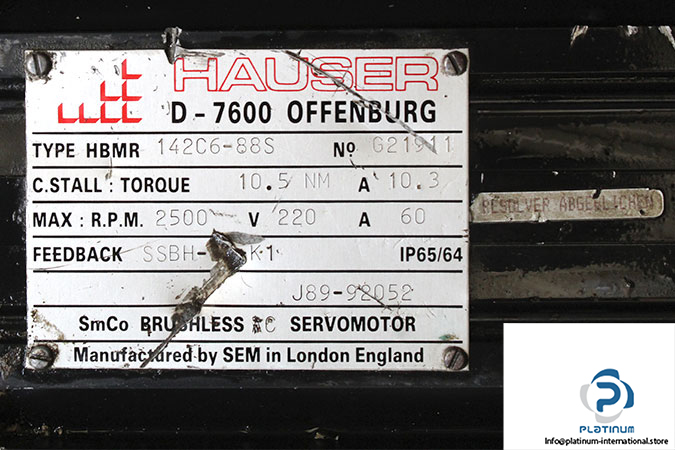 HAUSER
D-7600 OFFENBURG
TYPE HBMR 142C6-88S No G21911
C.STALL: TORQUE 10.5 NM A 10.3
MAX: R.P.M. 2500 V 220 A 60
FEEDBACK SSBH- K1 IP65/64
J89-92052
SmCo BRUSHLESS SERVOMOTOR
Manufactured by SEM in London England
RESOLVER ABGEGLICHEN
PLATINUM
Info@platinum-international.store